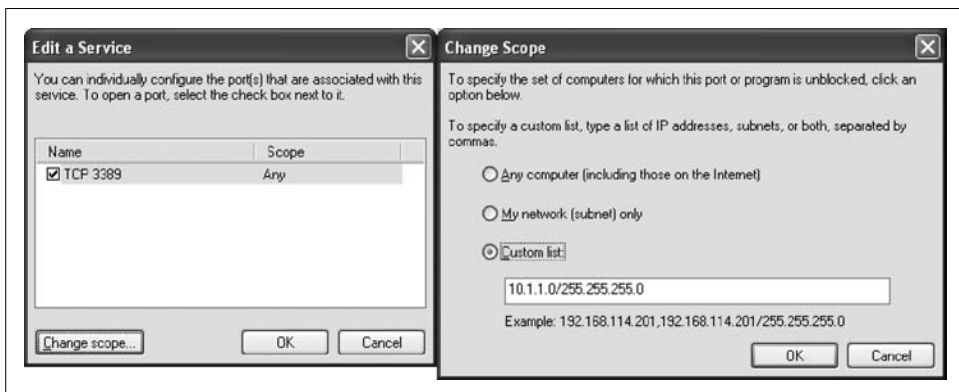 Edit a Service
You can individually configure the port(s) that are associated with this
service. To open a port, select the check box next to it.
Name Scope
TCP 3389 Any
Change scope...
OK
Cancel
Change Scope
To specify the set of computers for which this port or program is unblocked, click an
option below.
To specify a custom list, type a list of IP addresses, subnets, or both, separated by
commas.
Any computer (including those on the Internet)
My network (subnet) only
Custom list:
10.1.1.0/255.255.255.0
Example: 192.168.114.201,192.168.114.201/255.255.255.0
OK
Cancel